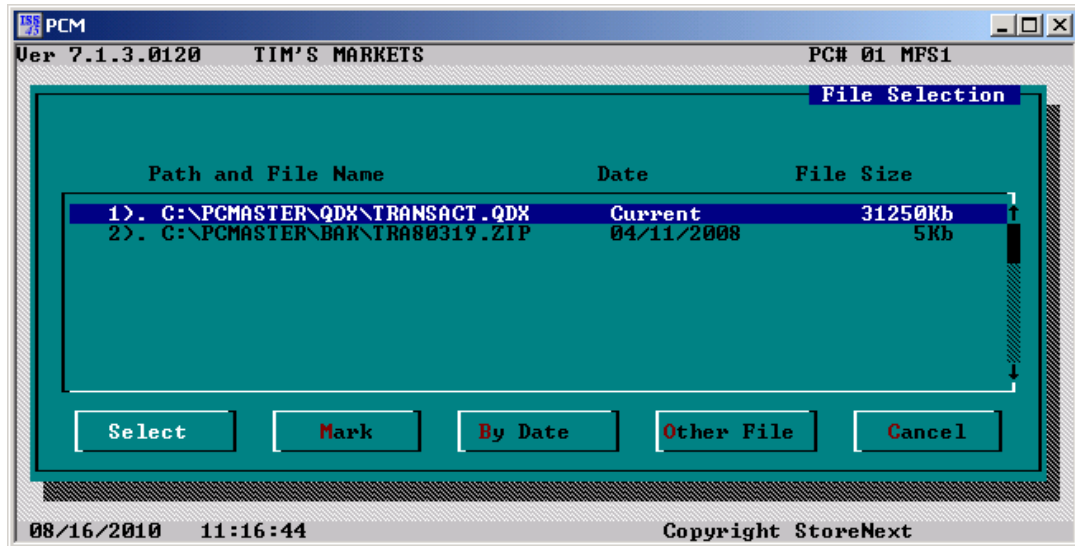 ISS 45 PCM
Ver 7.1.3.0120 TIM'S MARKETS PC# 01 MFS1
File Selection
Path and File Name Date File Size
1). C:\PCMASTER\QDX\TRANSACT.QDX Current 31250Kb
2). C:\PCMASTER\BAK\TRA80319.ZIP 04/11/2008 5Kb
Select Mark By Date Other File Cancel
08/16/2010 11:16:44 Copyright StoreNext